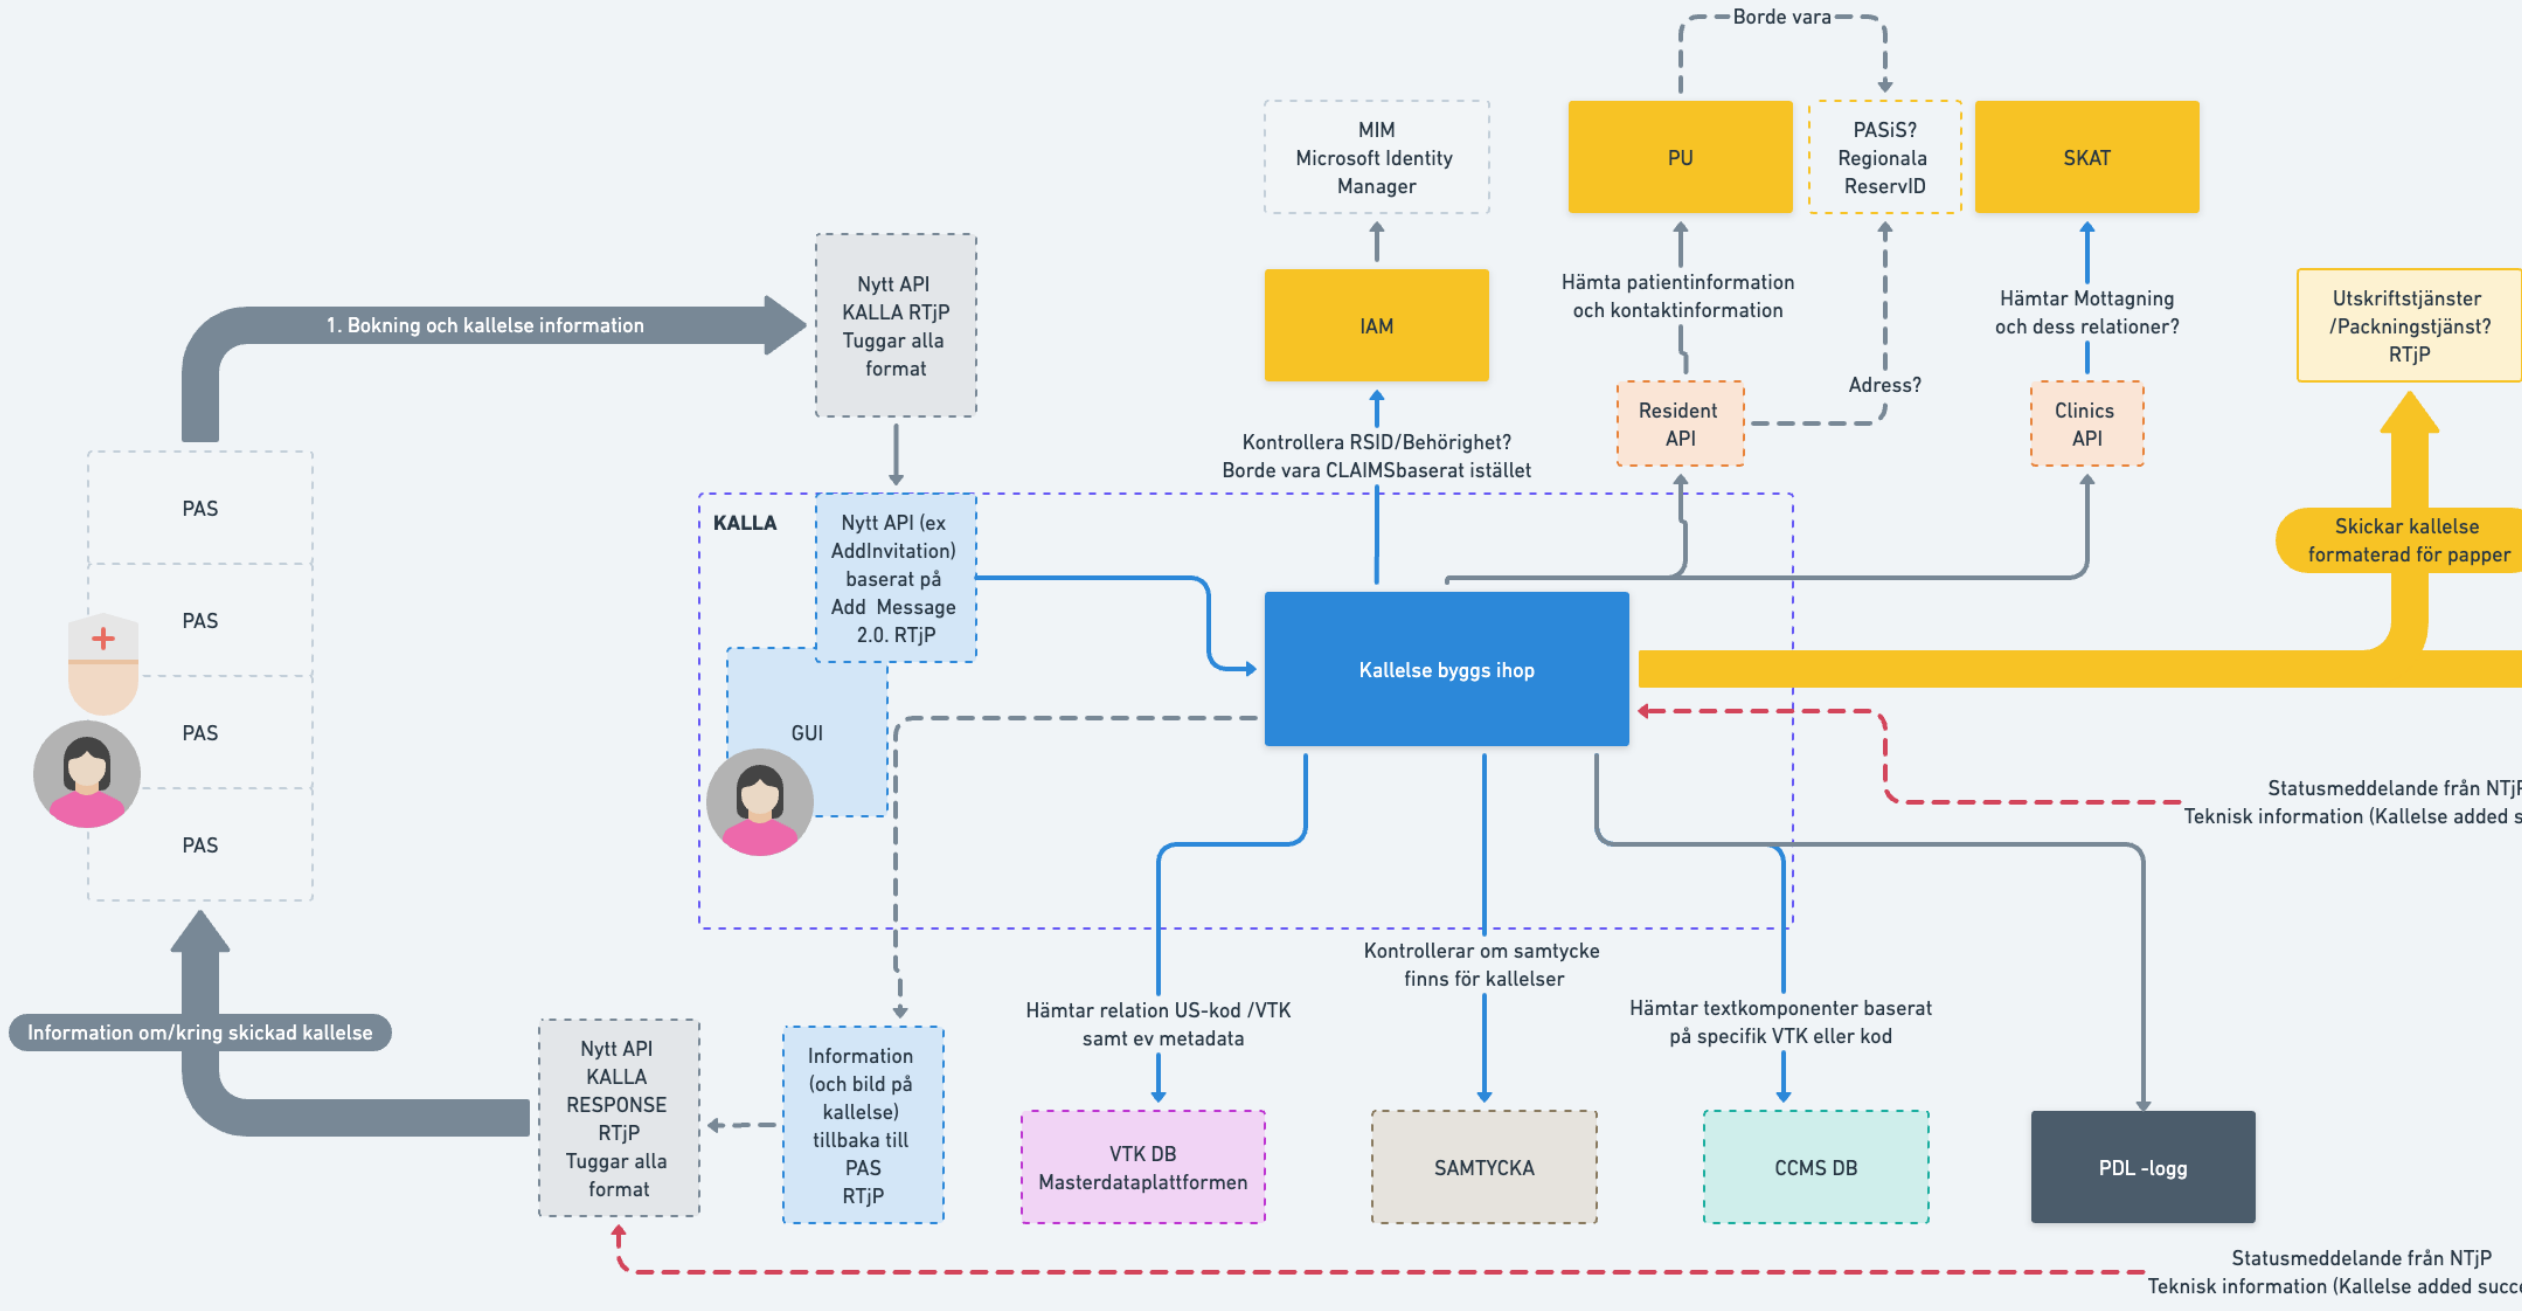 Borde vara
MIM
Microsoft Identity
Manager
PU
PASiS?
Regionala
ReservID
SKAT
Nytt API
KALLA RTjP
Tuggar alla
format
1. Bokning och kallelse information
IAM
Hämta patientinformation
och kontaktinformation
Hämtar Mottagning
och dess relationer?
Utskriftstjänster
/Packningstjänst?
RTjP
Adress?
Resident
API
Clinics
API
Kontrollera RSID/Behörighet?
Borde vara CLAIMSbaserat istället
PAS
PAS
PAS
PAS
KALLA
Nytt API (ex
AddInvitation)
baserat på
Add Message
2.0. RTjP
GUI
Skickar kallelse
formaterad för papper
Kallelse byggs ihop
Statusmeddelande från NTjP
Teknisk information (Kallelse added s
Kontrollerar om samtycke
finns för kallelser
Hämtar relation US-kod /VTK
samt ev metadata
Hämtar textkomponenter baserat
på specifik VTK eller kod
Information om/kring skickad kallelse
Nytt API
KALLA
RESPONSE
RTjP
Tuggar alla
format
Information
(och bild på
kallelse)
tillbaka till
PAS
RTjP
VTK DB
Masterdataplattformen
SAMTYCKA
CCMS DB
PDL -logg
Statusmeddelande från NTjP
Teknisk information (Kallelse added succe